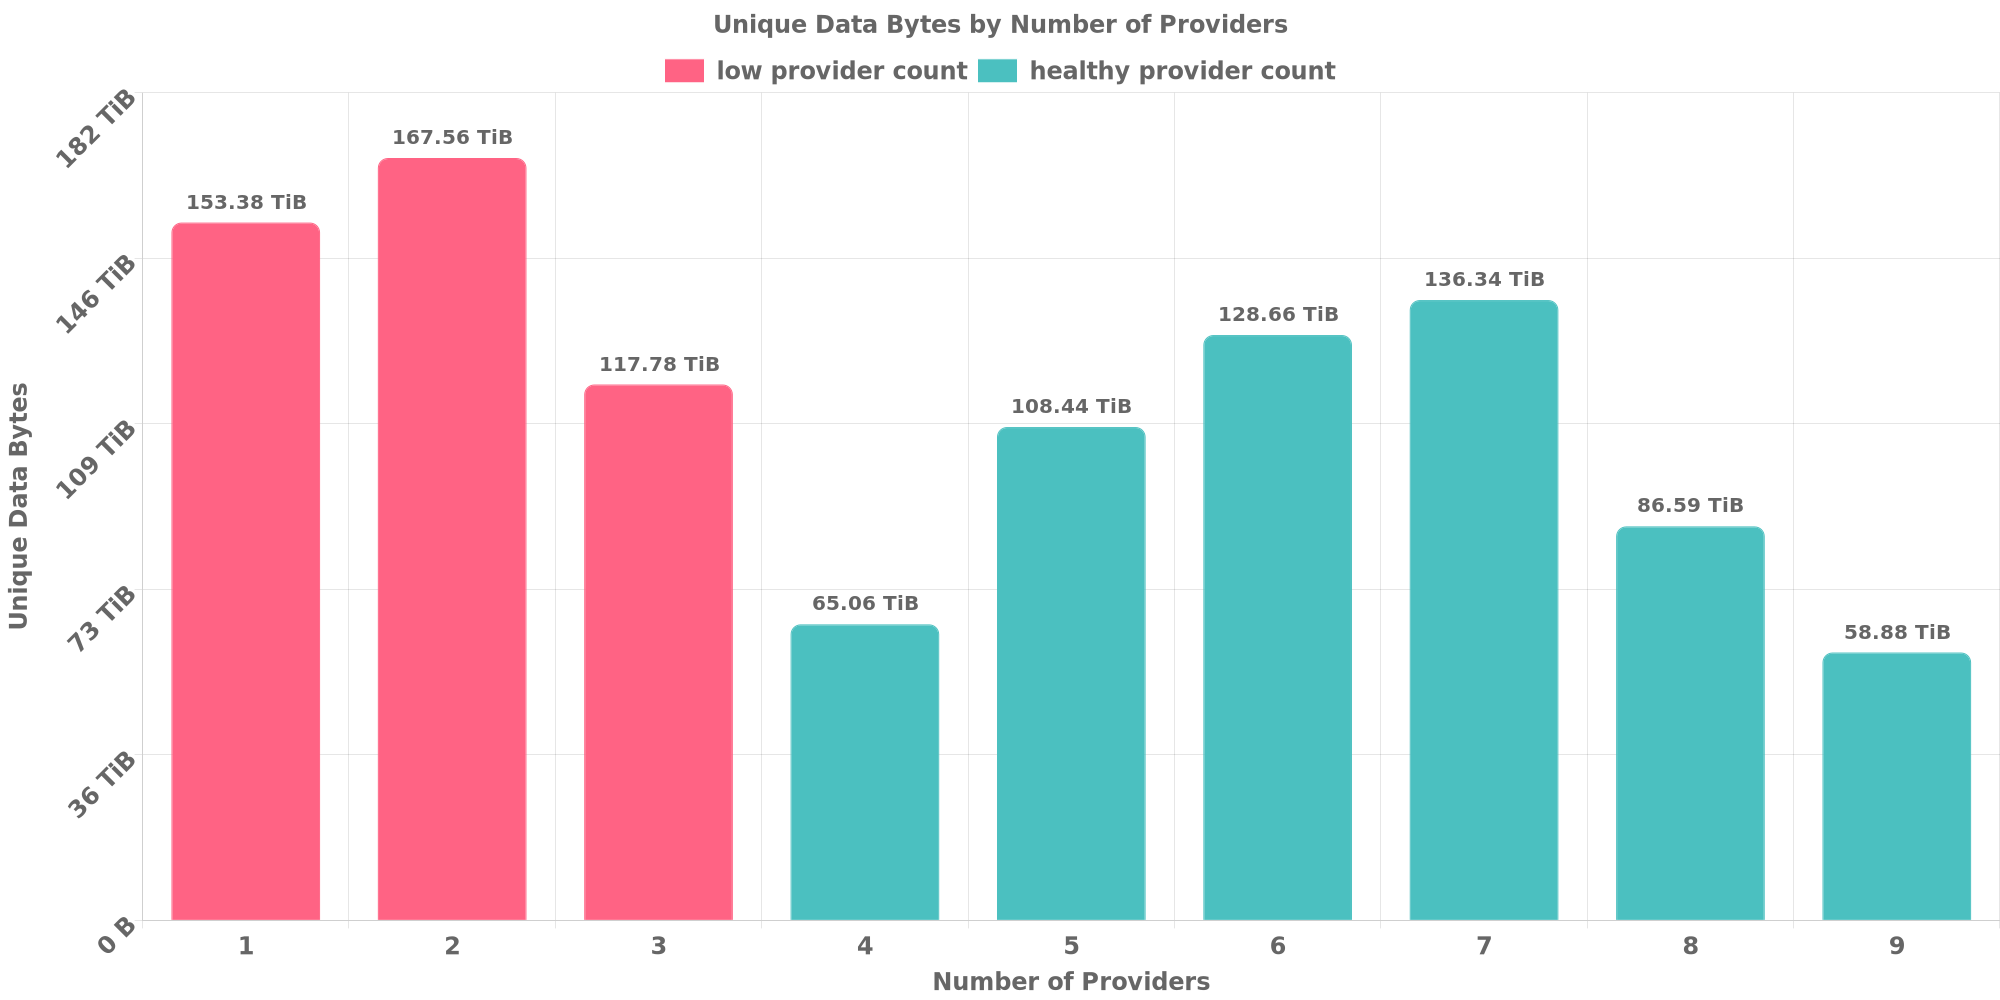 Unique Data Bytes by Number of Providers
low provider count healthy provider count
182 TiB
146 TiB
109 TiB
73 TiB
36 TiB
0 B
Unique Data Bytes
153.38 TiB
167.56 TiB
117.78 TiB
65.06 TiB
108.44 TiB
128.66 TiB
136.34 TiB
86.59 TiB
58.88 TiB
1 2 3 4 5 6 7 8 9
Number of Providers